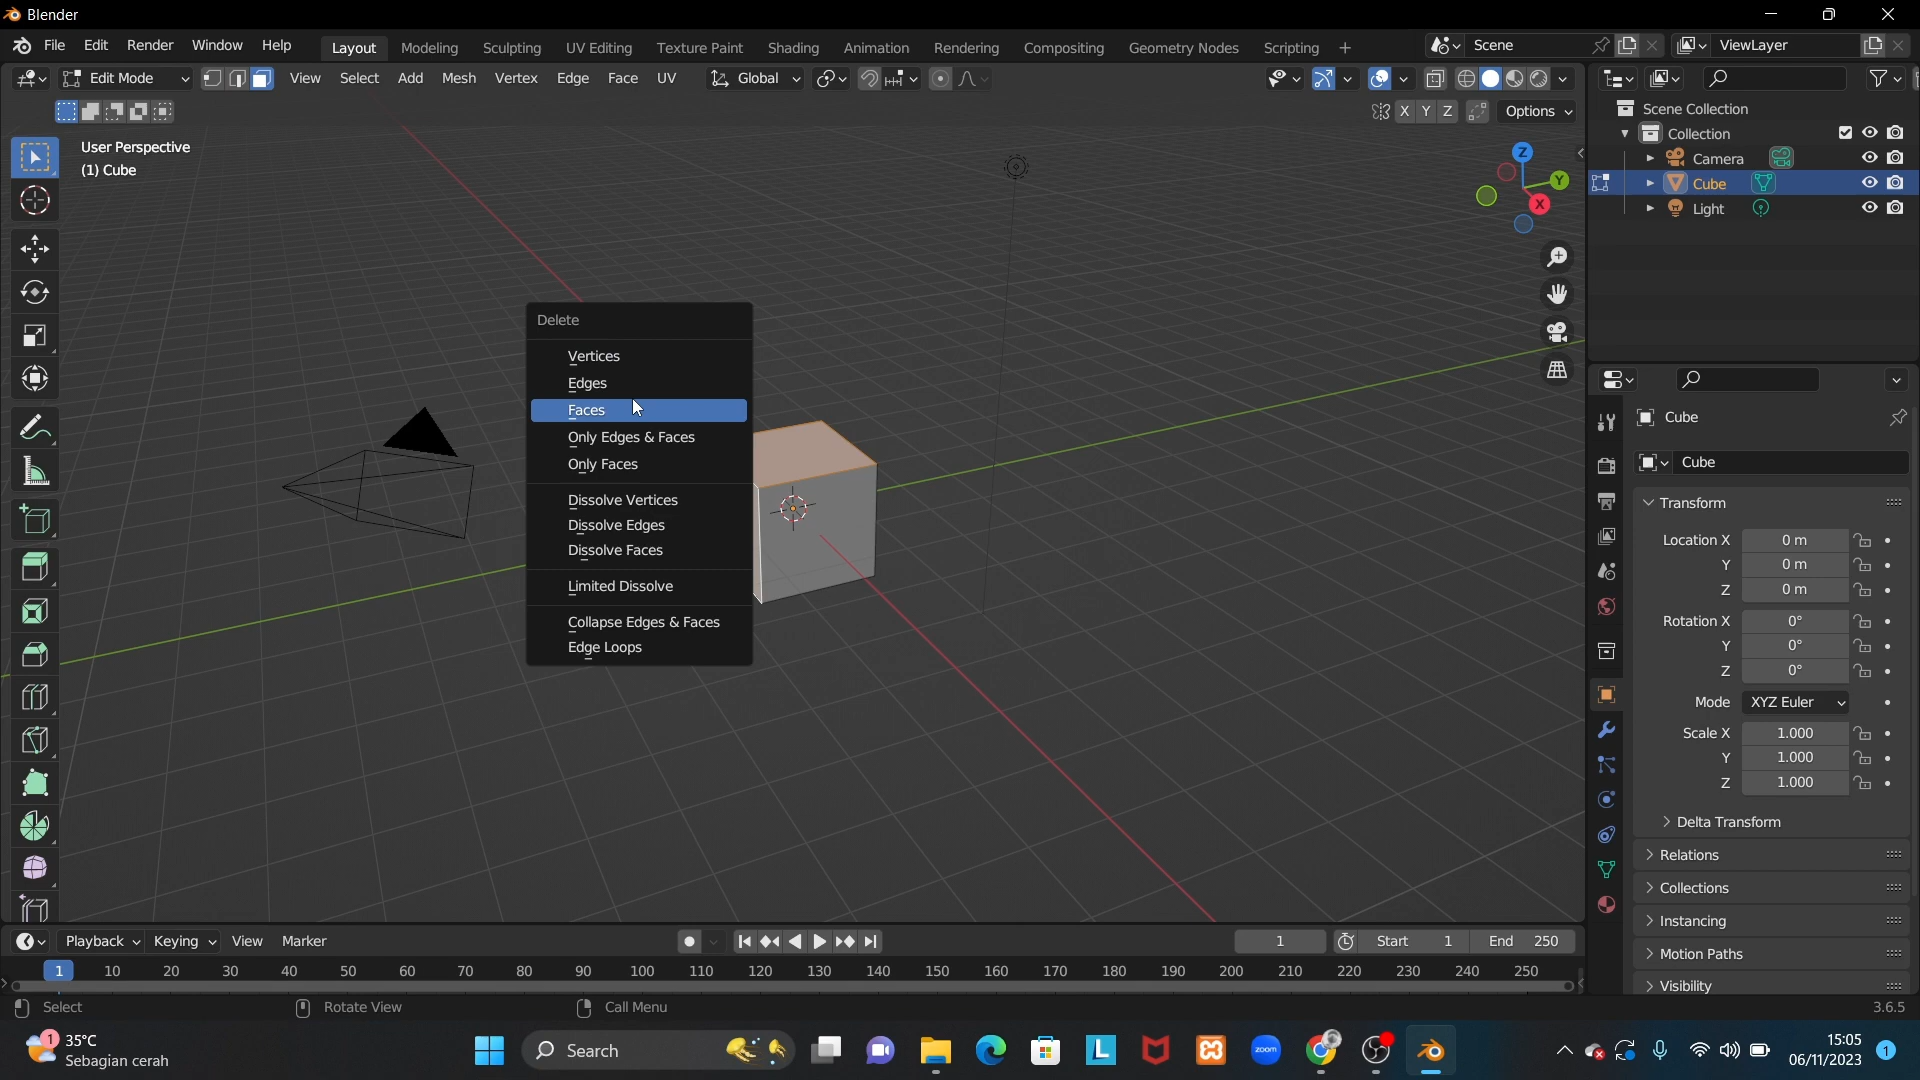 Blender
File Edit Render Window Help Layout Modeling Sculpting UV Editing Texture Paint Shading Animation Rendering Compositing Geometry Nodes Scripting + Scene ViewLayer
Edit Mode View Select Add Mesh Vertex Edge Face UV Global
X Y Z Options
User Perspective
(1) Cube
Z
Y
X
Delete
Vertices
Edges
Faces
Only Edges & Faces
Only Faces
Dissolve Vertices
Dissolve Edges
Dissolve Faces
Limited Dissolve
Collapse Edges & Faces
Edge Loops
Scene Collection
Collection
Camera
Cube
Light
Cube
Cube
Transform
Location X 0 m
Y 0 m
Z 0 m
Rotation X 0°
Y 0°
Z 0°
Mode XYZ Euler
Scale X 1.000
Y 1.000
Z 1.000
Delta Transform
Relations
Collections
Instancing
Motion Paths
Visibility
Playback Keying View Marker 1 Start 1 End 250
1 10 20 30 40 50 60 70 80 90 100 110 120 130 140 150 160 170 180 190 200 210 220 230 240 250
Select Rotate View Call Menu 3.6.5
1 35°C
Sebagian cerah
Search
L
zoom
15:05
06/11/2023
1